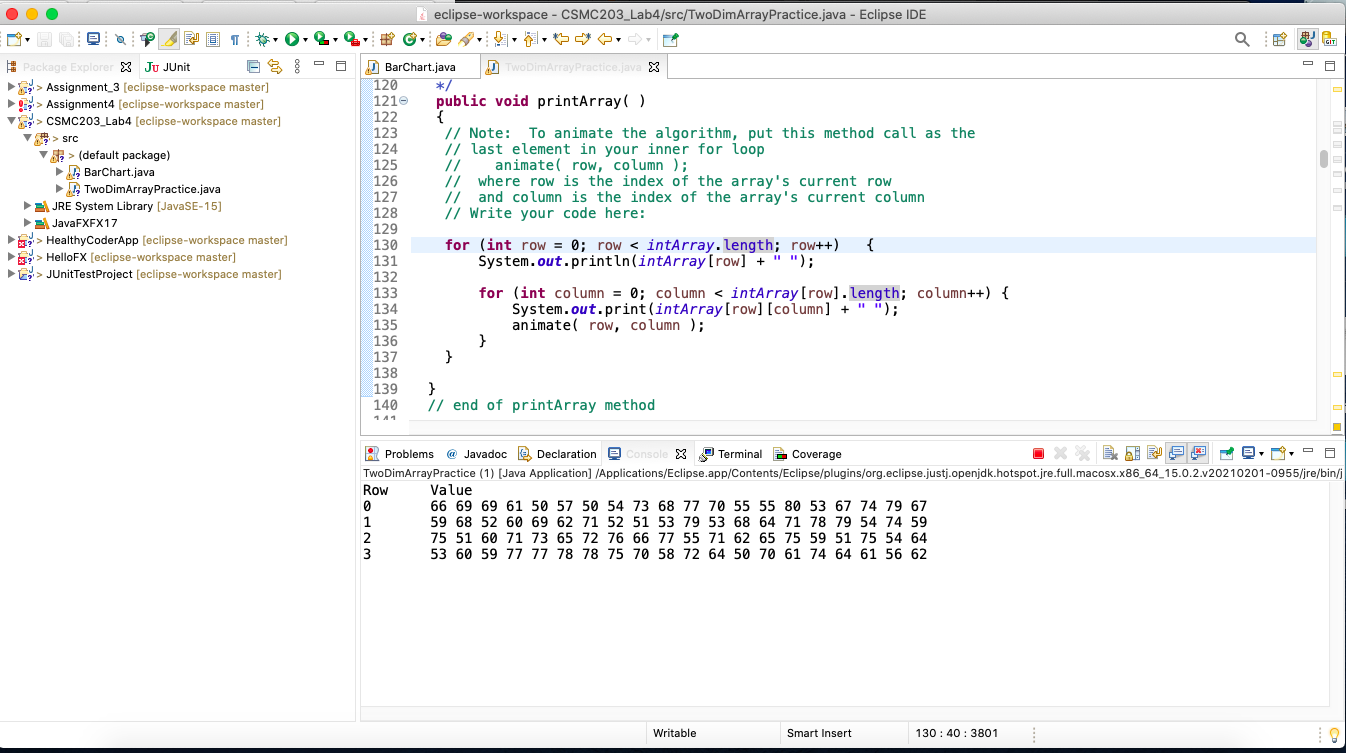 eclipse-workspace - CSMC203_Lab4/src/TwoDimArrayPractice.java - Eclipse IDE
Package Explorer
JUnit
> Assignment_3 [eclipse-workspace master]
> Assignment4 [eclipse-workspace master]
> CSMC203_Lab4 [eclipse-workspace master]
> src
> (default package)
BarChart.java
TwoDimArrayPractice.java
JRE System Library [JavaSE-15]
JavaFXFX17
> HealthyCoderApp [eclipse-workspace master]
> HelloFX [eclipse-workspace master]
> JUnitTestProject [eclipse-workspace master]
BarChart.java
TwoDimArrayPractice.java
120 */
121 public void printArray( )
122 {
123 // Note:  To animate the algorithm, put this method call as the
124 // last element in your inner for loop
125 //    animate( row, column );
126 //  where row is the index of the array's current row
127 //  and column is the index of the array's current column
128 // Write your code here:
129
130 for (int row = 0; row < intArray.length; row++)   {
131 System.out.println(intArray[row] + " ");
132
133 for (int column = 0; column < intArray[row].length; column++) {
134 System.out.print(intArray[row][column] + " ");
135 animate( row, column );
136 }
137 }
138
139 }
140 // end of printArray method
141
Problems @ Javadoc Declaration Console Terminal Coverage
TwoDimArrayPractice (1) [Java Application] /Applications/Eclipse.app/Contents/Eclipse/plugins/org.eclipse.justj.openjdk.hotspot.jre.full.macosx.x86_64_15.0.2.v20210201-0955/jre/bin/j
Row Value
0 66 69 69 61 50 57 50 54 73 68 77 70 55 55 80 53 67 74 79 67
1 59 68 52 60 69 62 71 52 51 53 79 53 68 64 71 78 79 54 74 59
2 75 51 60 71 73 65 72 76 66 77 55 71 62 65 75 59 51 75 54 64
3 53 60 59 77 77 78 78 75 70 58 72 64 50 70 61 74 64 61 56 62
Writable Smart Insert 130 : 40 : 3801